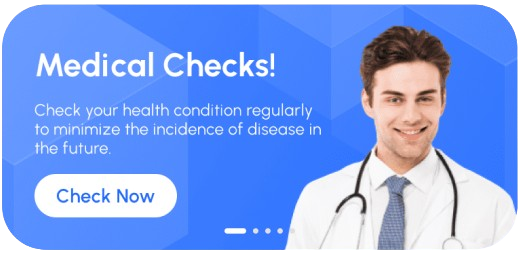 Medical Checks!
Check your health condition regularly
to minimize the incidence of disease in
the future.
Check Now